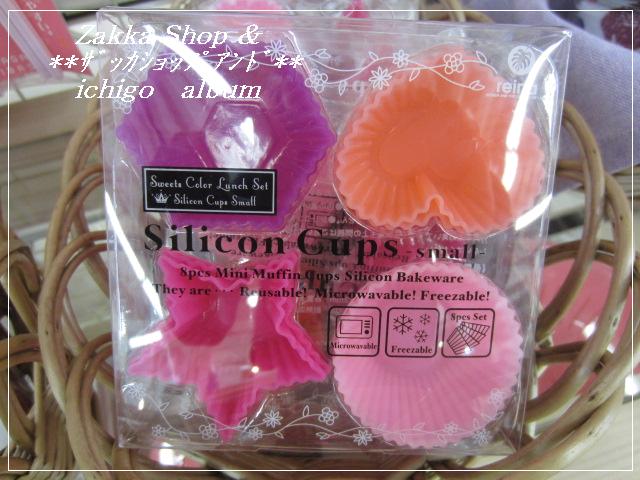 Zakka Shop &
**ｻﾞｯｶｼｮｯﾌﾟｱﾝﾄﾞ**
ichigo album
reina
Sweets Color Lunch Set
Silicon Cups Small
Silicon Cups -small-
8pcs Mini Muffin Cups Silicon Bakeware
They are ··· Reusable! Microwavable! Freezable!
Microwavable
Freezable
8pcs Set